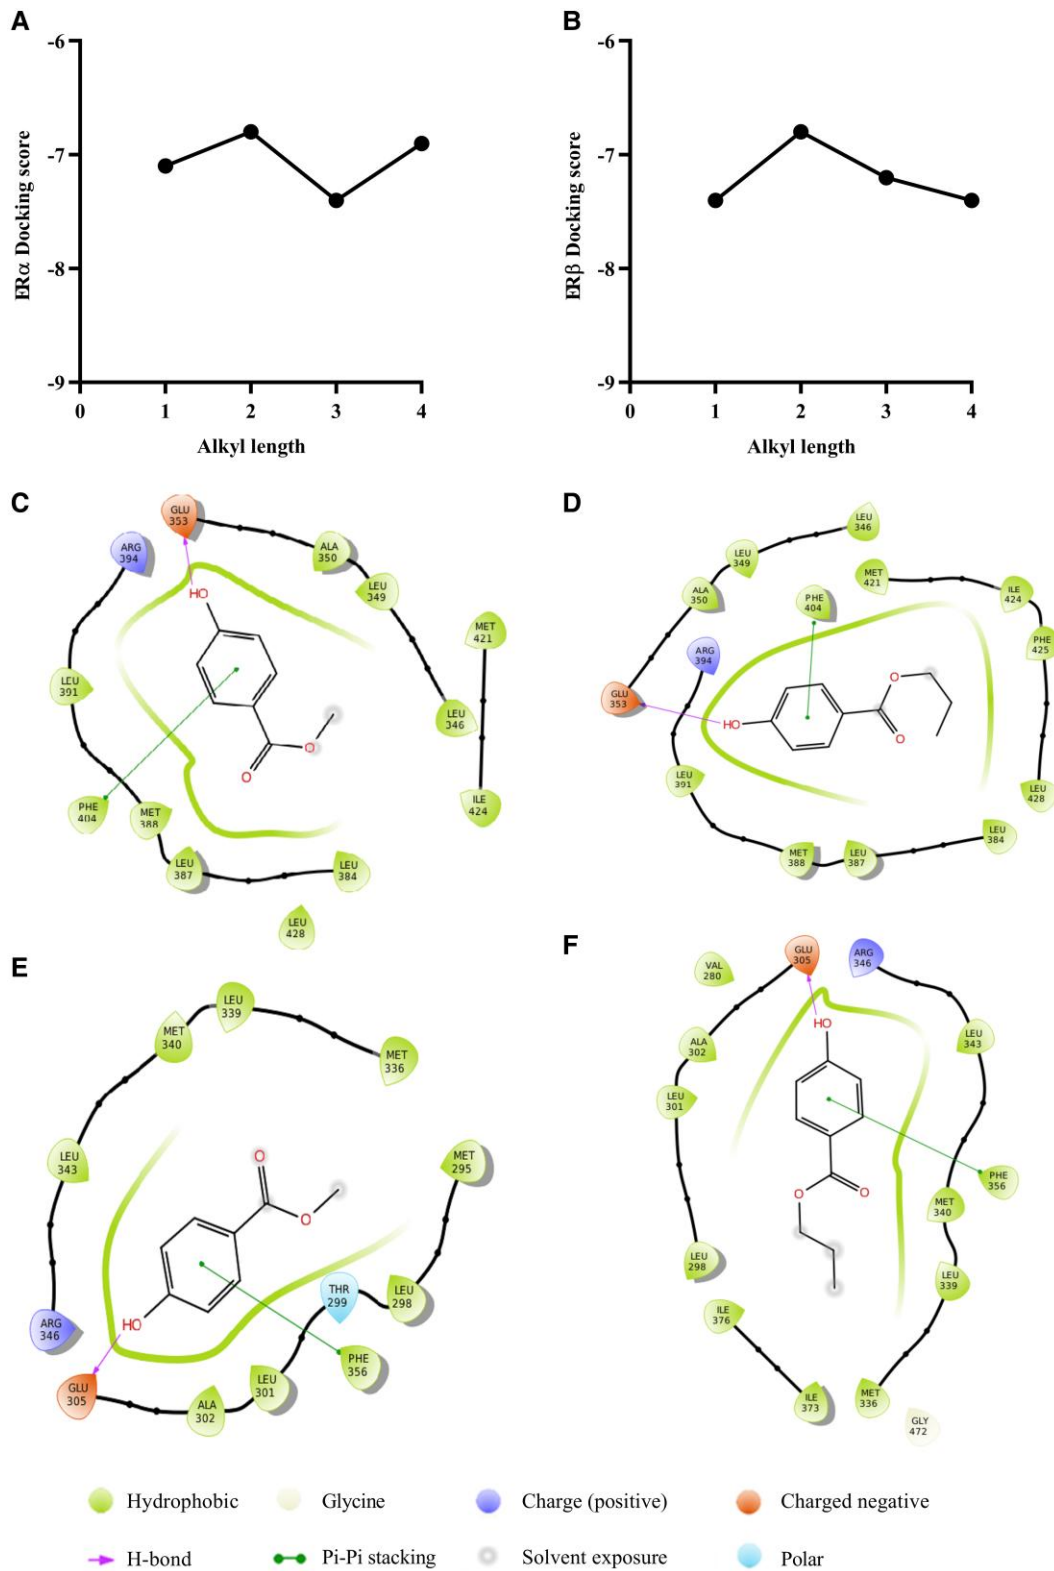 A
-6
-7
-8
-9
ERα Docking score
0 1 2 3 4
Alkyl length
B
-6
-7
-8
-9
ERβ Docking score
0 1 2 3 4
Alkyl length
C
GLU
353
ARG
394
ALA
350
LEU
349
MET
421
LEU
391
LEU
346
ILE
424
PHE
404
MET
388
LEU
387
LEU
384
LEU
428
HO
O
O
D
LEU
346
LEU
349
MET
421
ALA
350
PHE
404
ILE
424
PHE
425
ARG
394
GLU
353
LEU
391
LEU
428
LEU
384
MET
388
LEU
387
HO
O
O
E
LEU
339
MET
340
MET
336
LEU
343
MET
295
ARG
346
THR
299
LEU
298
PHE
356
GLU
305
LEU
301
ALA
302
HO
O
O
F
GLU
305
ARG
346
VAL
280
ALA
302
LEU
343
LEU
301
PHE
356
MET
340
LEU
298
LEU
339
ILE
376
ILE
373
MET
336
GLY
472
HO
O
O
Hydrophobic
Glycine
Charge (positive)
Charged negative
H-bond
Pi-Pi stacking
Solvent exposure
Polar